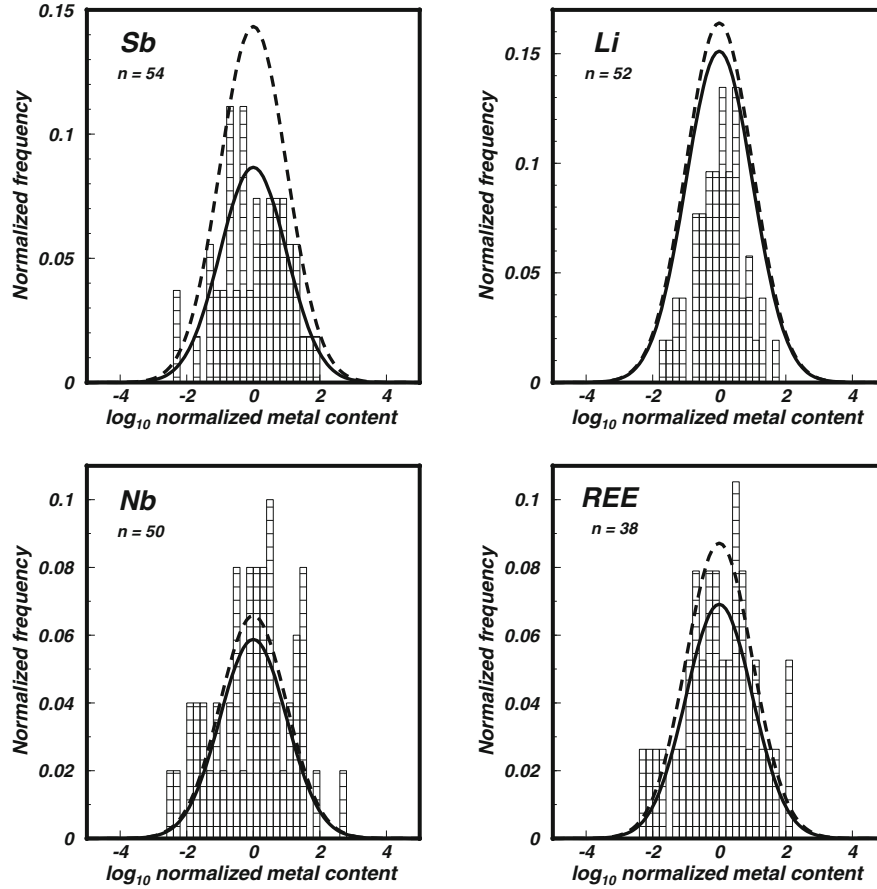 0.15
Sb
n = 54
0.1
0.05
0
Normalized frequency
-4 -2 0 2 4
log10 normalized metal content
Li
n = 52
0.15
0.1
0.05
0
Normalized frequency
-4 -2 0 2 4
log10 normalized metal content
Nb
n = 50
0.1
0.08
0.06
0.04
0.02
0
Normalized frequency
-4 -2 0 2 4
log10 normalized metal content
REE
n = 38
0.1
0.08
0.06
0.04
0.02
0
Normalized frequency
-4 -2 0 2 4
log10 normalized metal content